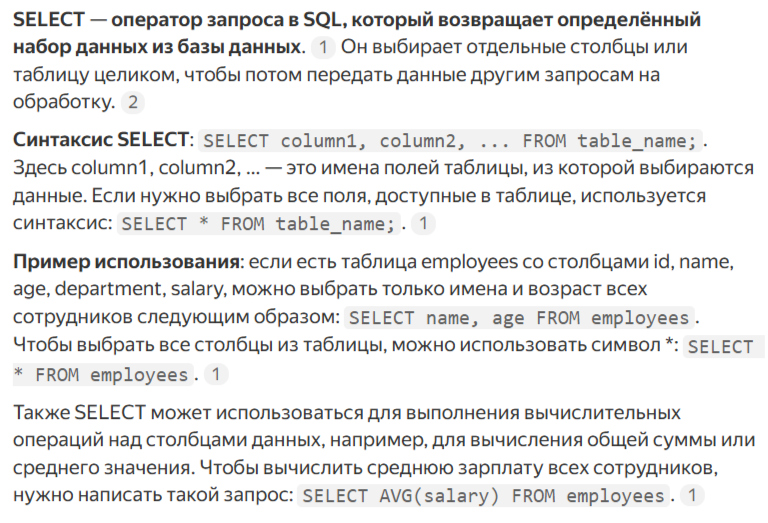 SELECT — оператор запроса в SQL, который возвращает определённый
набор данных из базы данных. 1 Он выбирает отдельные столбцы или
таблицу целиком, чтобы потом передать данные другим запросам на
обработку. 2
Синтаксис SELECT: SELECT column1, column2, ... FROM table_name;.
Здесь column1, column2, ... — это имена полей таблицы, из которой выбираются
данные. Если нужно выбрать все поля, доступные в таблице, используется
синтаксис: SELECT * FROM table_name;. 1
Пример использования: если есть таблица employees со столбцами id, name,
age, department, salary, можно выбрать только имена и возраст всех
сотрудников следующим образом: SELECT name, age FROM employees.
Чтобы выбрать все столбцы из таблицы, можно использовать символ *: SELECT
* FROM employees. 1
Также SELECT может использоваться для выполнения вычислительных
операций над столбцами данных, например, для вычисления общей суммы или
среднего значения. Чтобы вычислить среднюю зарплату всех сотрудников,
нужно написать такой запрос: SELECT AVG(salary) FROM employees. 1